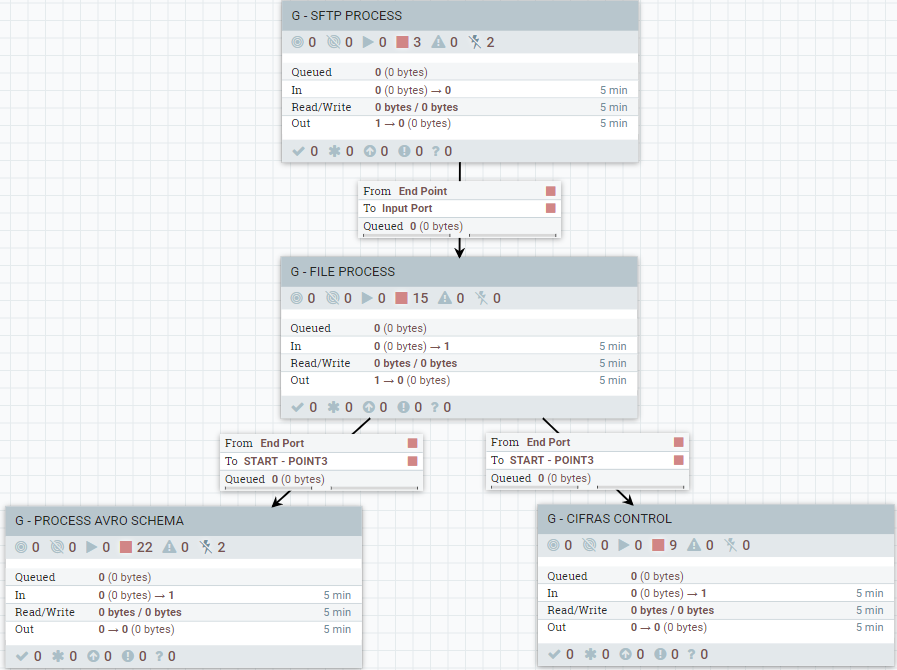 G - SFTP PROCESS
0 0 0 3 0 2
Queued 0 (0 bytes)
In 0 (0 bytes) → 0 5 min
Read/Write 0 bytes / 0 bytes 5 min
Out 1 → 0 (0 bytes) 5 min
0 0 0 0 ? 0
From End Point
To Input Port
Queued 0 (0 bytes)
G - FILE PROCESS
0 0 0 15 0 0
Queued 0 (0 bytes)
In 0 (0 bytes) → 1 5 min
Read/Write 0 bytes / 0 bytes 5 min
Out 1 → 0 (0 bytes) 5 min
0 0 0 0 ? 0
From End Port
To START - POINT3
Queued 0 (0 bytes)
From End Port
To START - POINT3
Queued 0 (0 bytes)
G - PROCESS AVRO SCHEMA
0 0 0 22 0 2
Queued 0 (0 bytes)
In 0 (0 bytes) → 1 5 min
Read/Write 0 bytes / 0 bytes 5 min
Out 0 → 0 (0 bytes) 5 min
0 0 0 0 ? 0
G - CIFRAS CONTROL
0 0 0 9 0 0
Queued 0 (0 bytes)
In 0 (0 bytes) → 1 5 min
Read/Write 0 bytes / 0 bytes 5 min
Out 0 → 0 (0 bytes) 5 min
0 0 0 0 ? 0